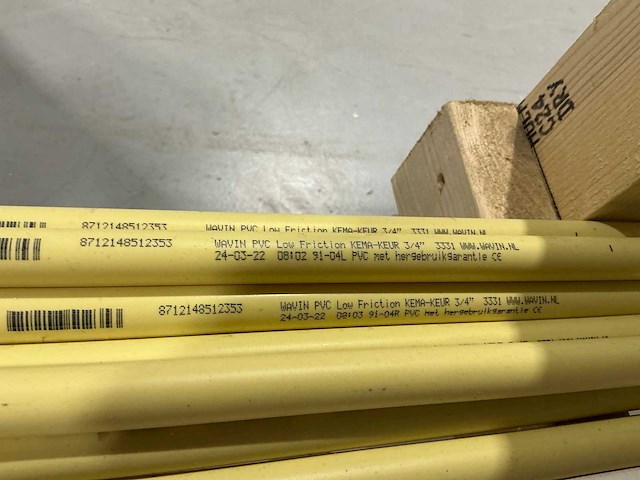 C24
DRY
8712148512353 WAVIN PVC Low Friction KEMA-KEUR 3/4" 3331 WWW.WAVIN.NL
8712148512353 WAVIN PVC Low Friction KEMA-KEUR 3/4" 3331 WWW.WAVIN.NL
24-03-22 08:02 91-04L PVC met hergebruikgarantie CE
8712148512353 WAVIN PVC Low Friction KEMA-KEUR 3/4" 3331 WWW.WAVIN.NL
24-03-22 08:03 91-04R PVC met hergebruikgarantie CE